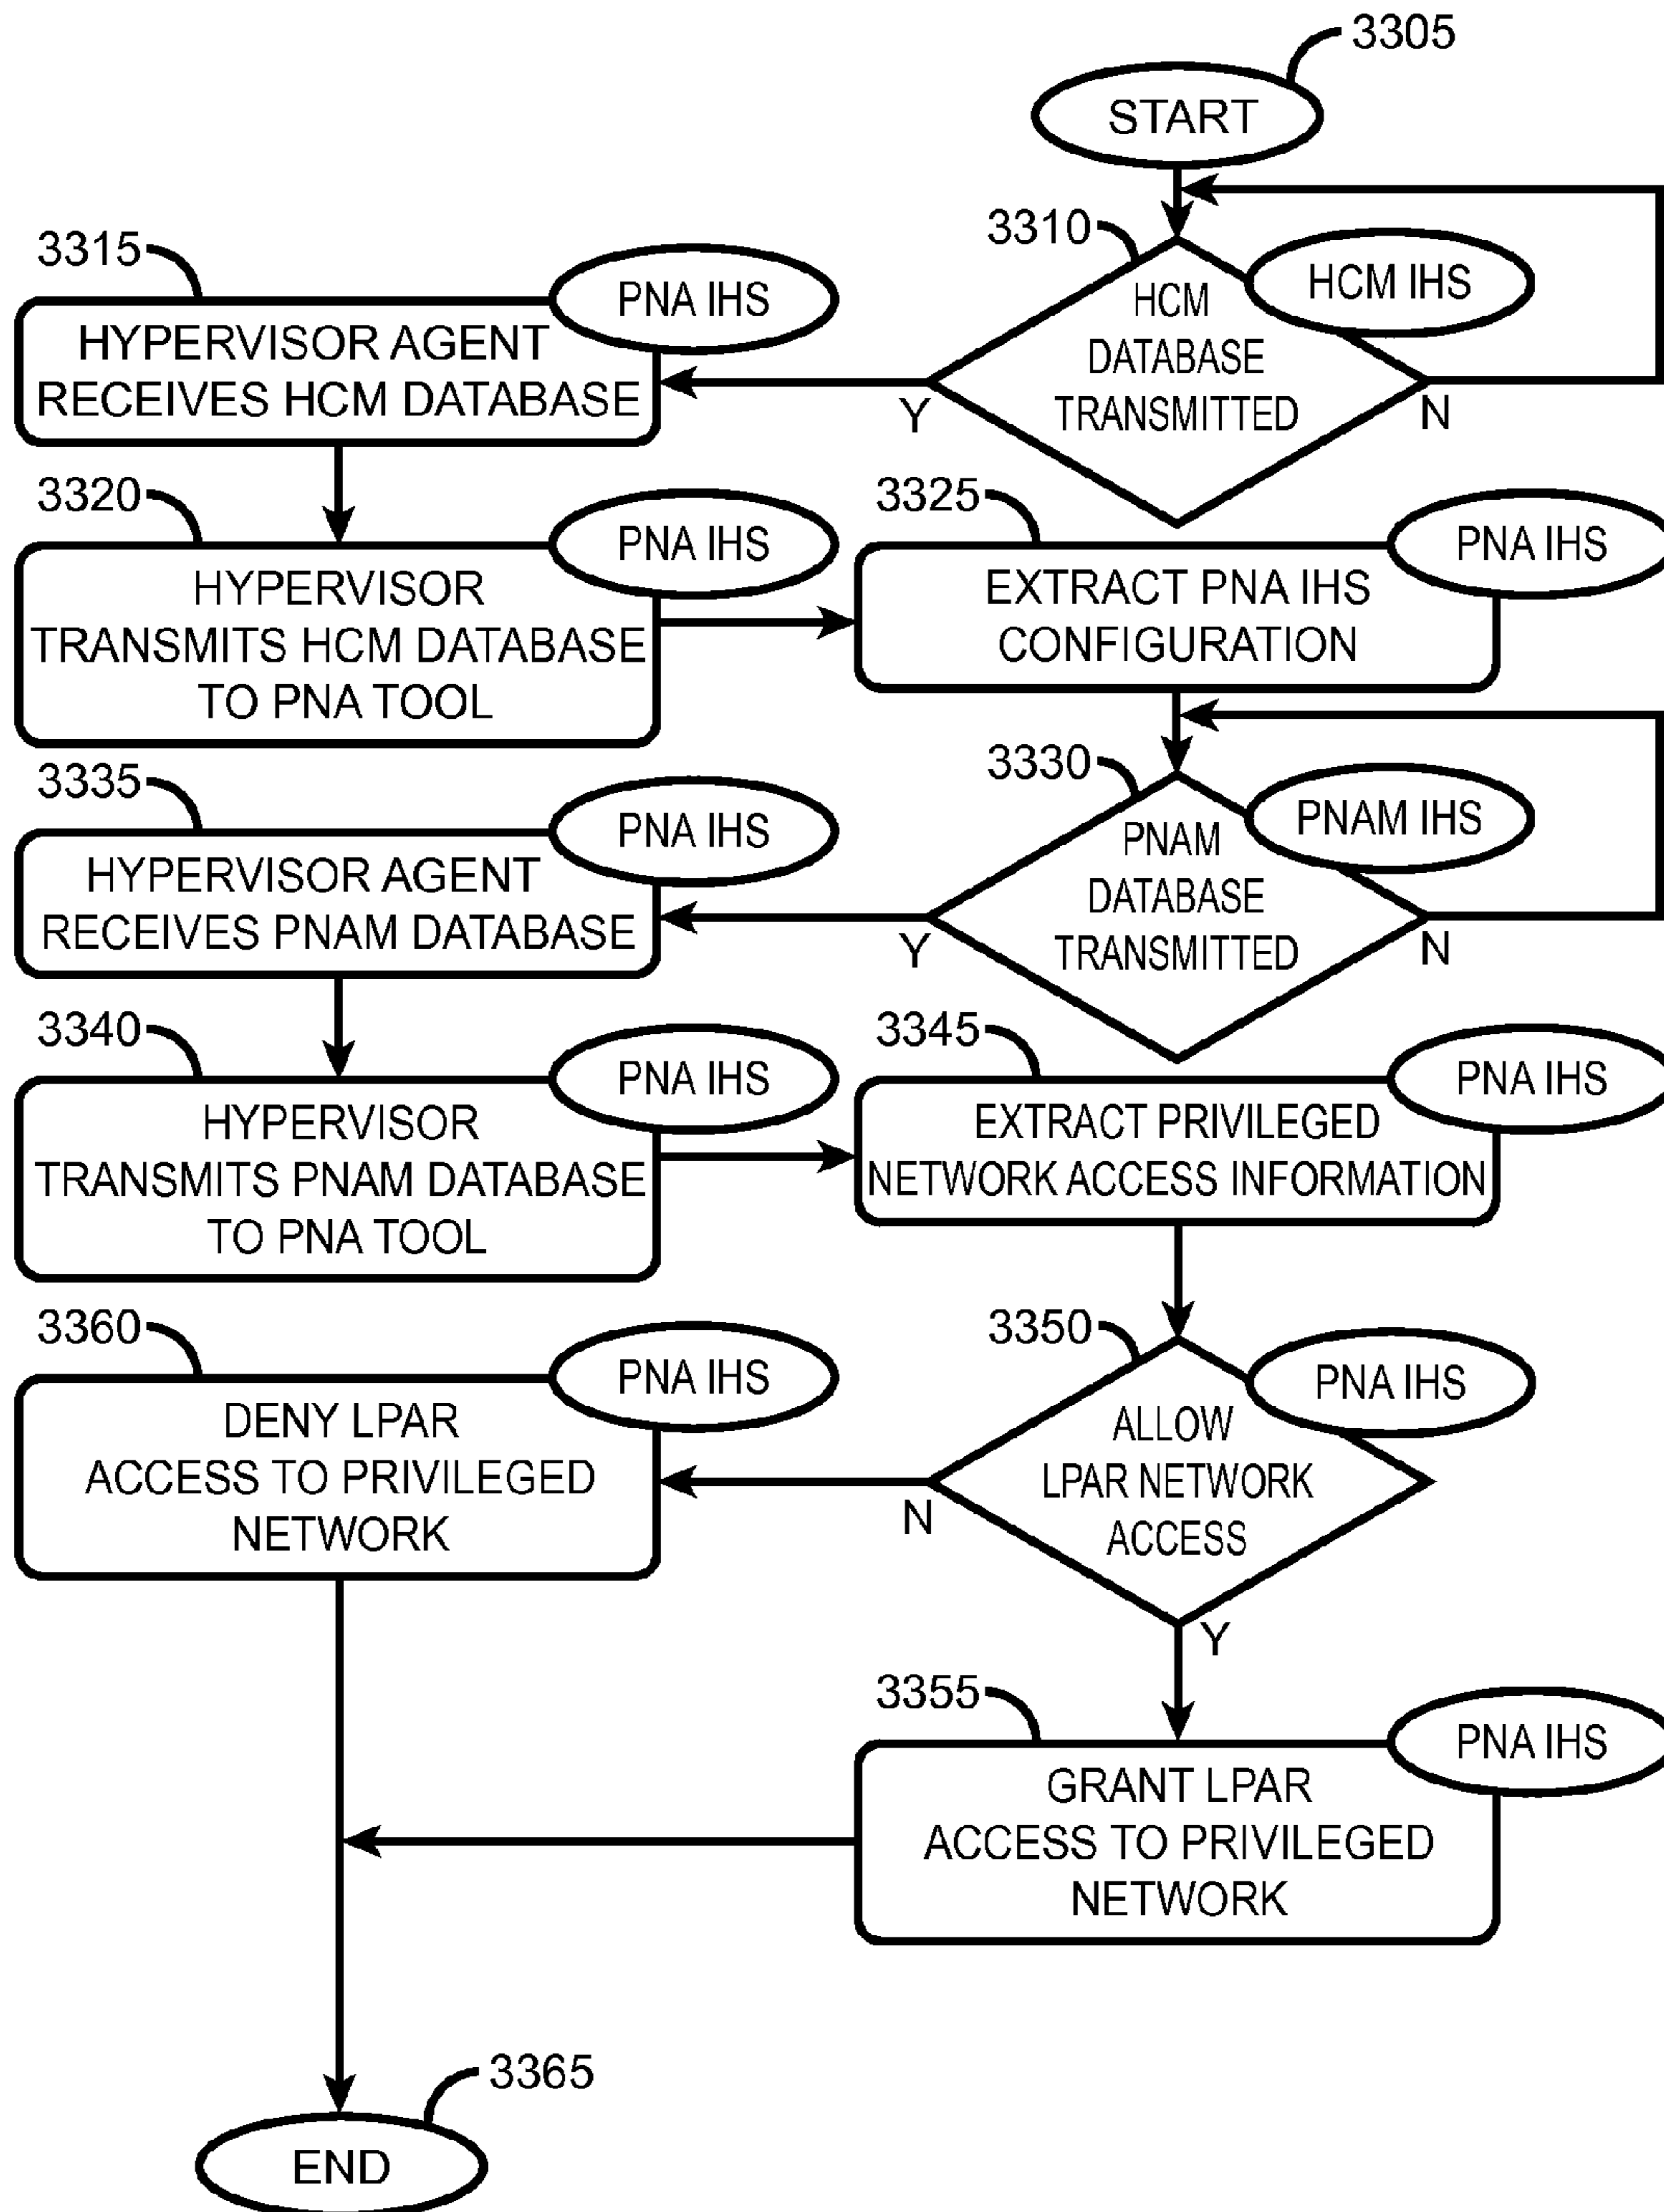 3305
START
3310
HCM IHS
HCM
DATABASE
TRANSMITTED
Y
N
3315
PNA IHS
HYPERVISOR AGENT
RECEIVES HCM DATABASE
3320
PNA IHS
HYPERVISOR
TRANSMITS HCM DATABASE
TO PNA TOOL
3325
PNA IHS
EXTRACT PNA IHS
CONFIGURATION
3330
PNAM IHS
PNAM
DATABASE
TRANSMITTED
Y
N
3335
PNA IHS
HYPERVISOR AGENT
RECEIVES PNAM DATABASE
3340
PNA IHS
HYPERVISOR
TRANSMITS PNAM DATABASE
TO PNA TOOL
3345
PNA IHS
EXTRACT PRIVILEGED
NETWORK ACCESS INFORMATION
3350
PNA IHS
ALLOW
LPAR NETWORK
ACCESS
N
Y
3360
PNA IHS
DENY LPAR
ACCESS TO PRIVILEGED
NETWORK
3355
PNA IHS
GRANT LPAR
ACCESS TO PRIVILEGED
NETWORK
3365
END